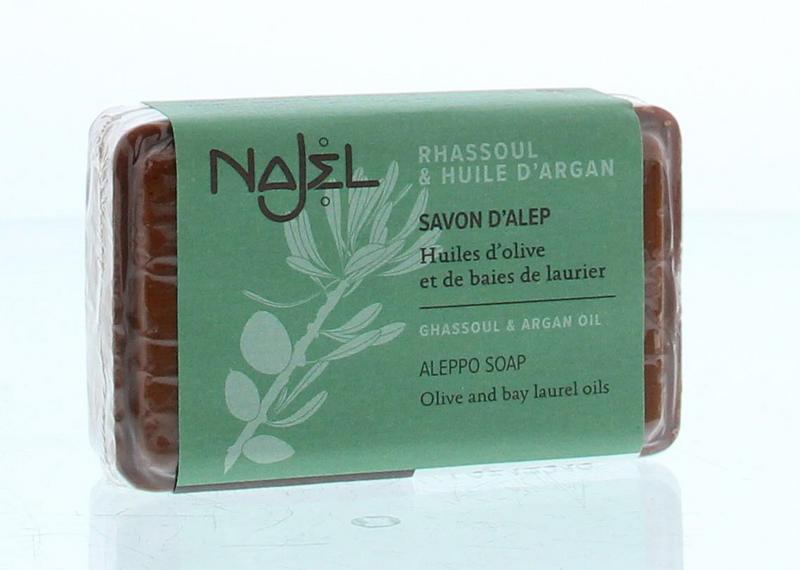 NAJEL
RHASSOUL
& HUILE D'ARGAN
SAVON D'ALEP
Huiles d'olive
et de baies de laurier
GHASSOUL & ARGAN OIL
ALEPPO SOAP
Olive and bay laurel oils